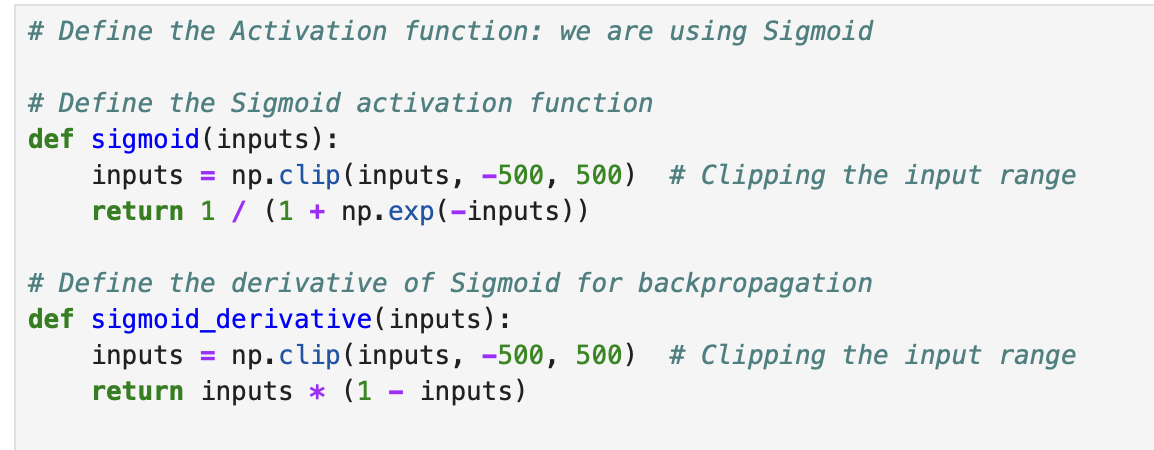 # Define the Activation function: we are using Sigmoid
# Define the Sigmoid activation function
def sigmoid(inputs):
    inputs = np.clip(inputs, -500, 500)  # Clipping the input range
    return 1 / (1 + np.exp(-inputs))
# Define the derivative of Sigmoid for backpropagation
def sigmoid_derivative(inputs):
    inputs = np.clip(inputs, -500, 500)  # Clipping the input range
    return inputs * (1 - inputs)